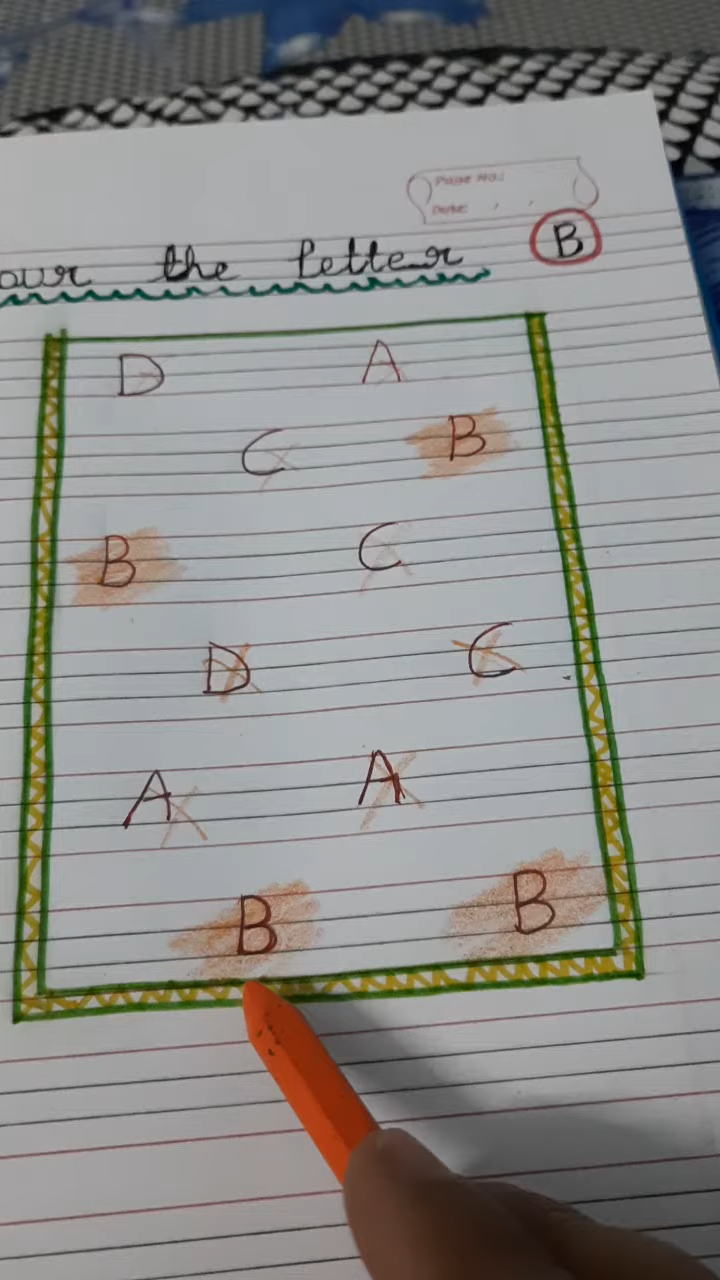 Page No.:
Date:
our the letter B
D A
C B
B C
D C
A A
B B